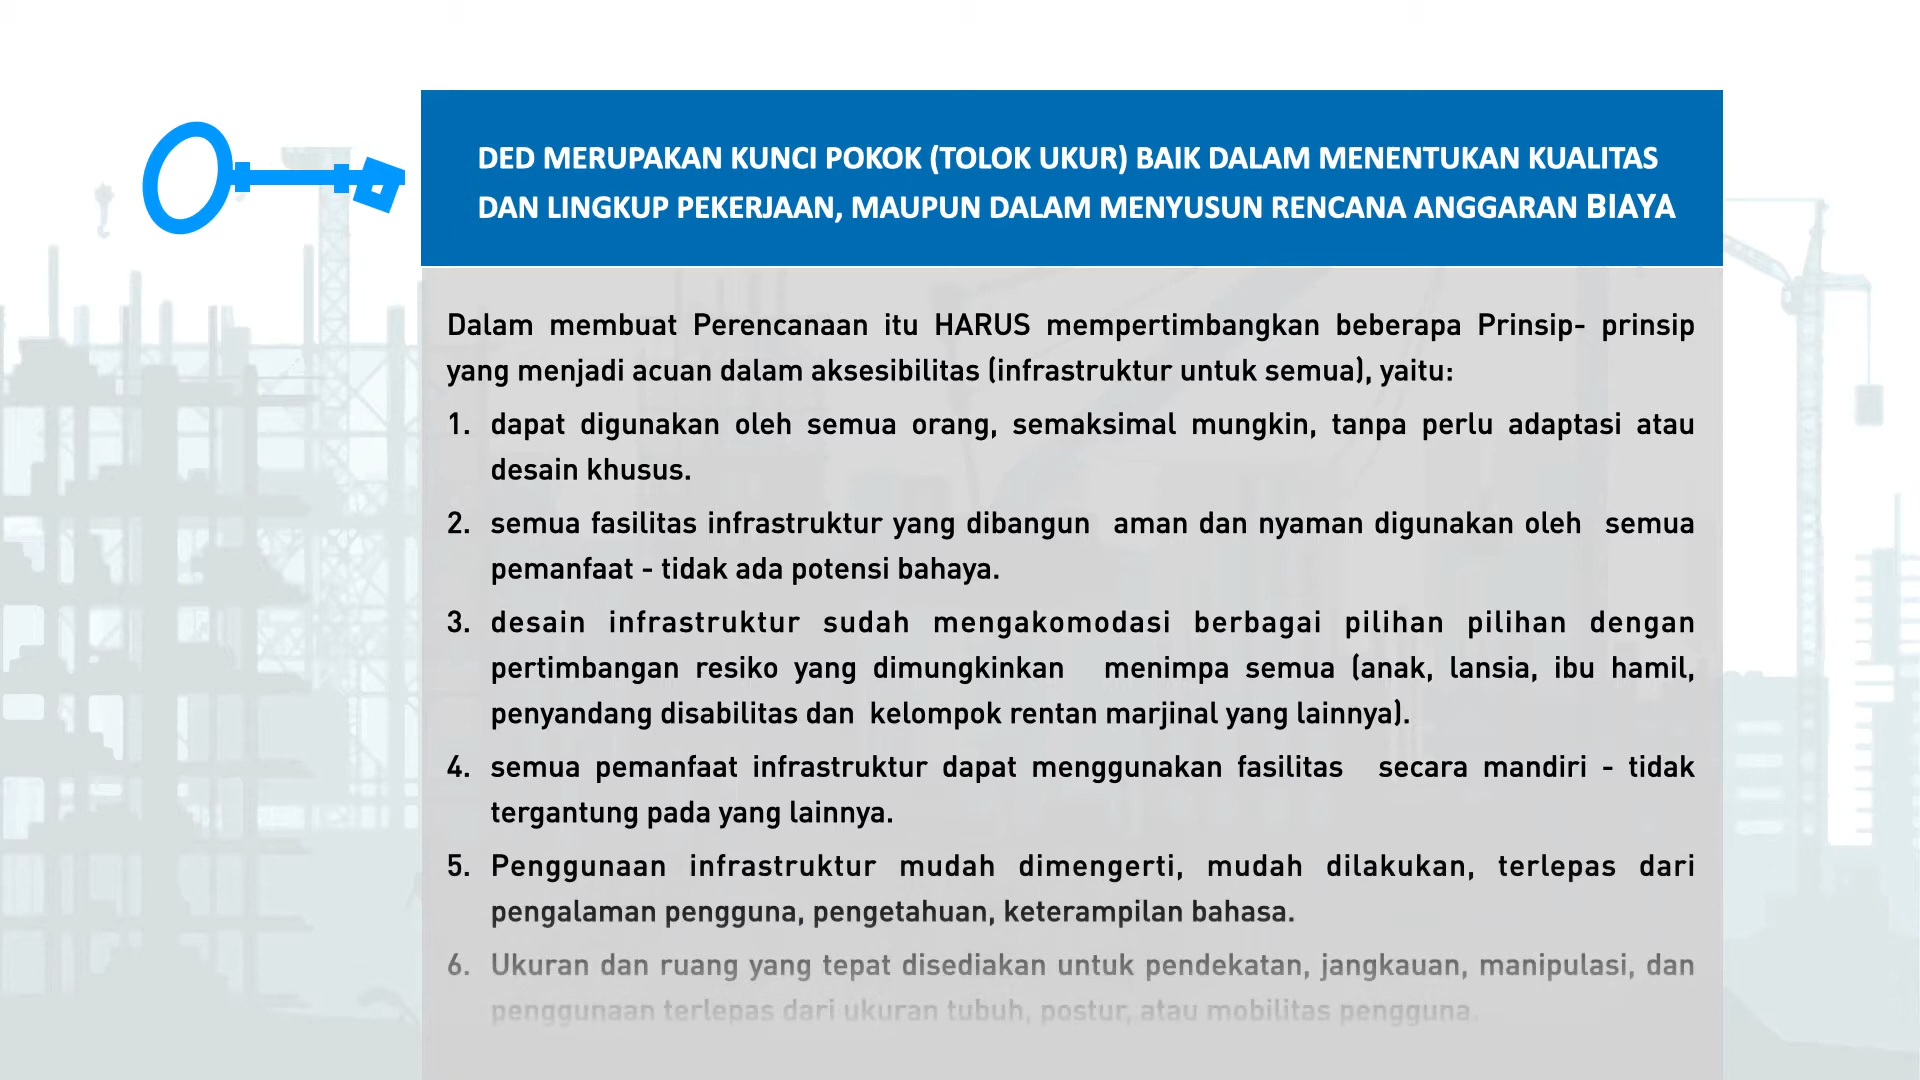 DED MERUPAKAN KUNCI POKOK (TOLOK UKUR) BAIK DALAM MENENTUKAN KUALITAS
DAN LINGKUP PEKERJAAN, MAUPUN DALAM MENYUSUN RENCANA ANGGARAN BIAYA
Dalam membuat Perencanaan itu HARUS mempertimbangkan beberapa Prinsip- prinsip
yang menjadi acuan dalam aksesibilitas (infrastruktur untuk semua), yaitu:
1. dapat digunakan oleh semua orang, semaksimal mungkin, tanpa perlu adaptasi atau
desain khusus.
2. semua fasilitas infrastruktur yang dibangun aman dan nyaman digunakan oleh semua
pemanfaat - tidak ada potensi bahaya.
3. desain infrastruktur sudah mengakomodasi berbagai pilihan pilihan dengan
pertimbangan resiko yang dimungkinkan menimpa semua (anak, lansia, ibu hamil,
penyandang disabilitas dan kelompok rentan marjinal yang lainnya).
4. semua pemanfaat infrastruktur dapat menggunakan fasilitas secara mandiri - tidak
tergantung pada yang lainnya.
5. Penggunaan infrastruktur mudah dimengerti, mudah dilakukan, terlepas dari
pengalaman pengguna, pengetahuan, keterampilan bahasa.
6. Ukuran dan ruang yang tepat disediakan untuk pendekatan, jangkauan, manipulasi, dan
penggunaan terlepas dari ukuran tubuh, postur, atau mobilitas pengguna.